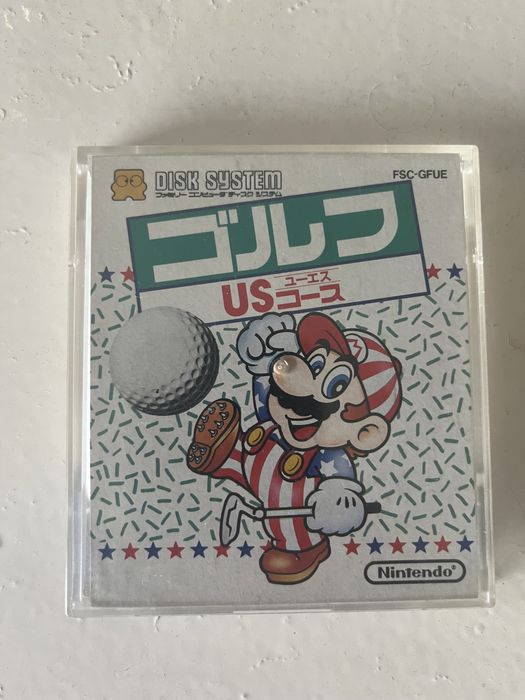 DISK SYSTEM
ファミリー コンピュータ ディスク システム
FSC-GFUE
ゴルフ
ユーエス
USコース
M
Nintendo®